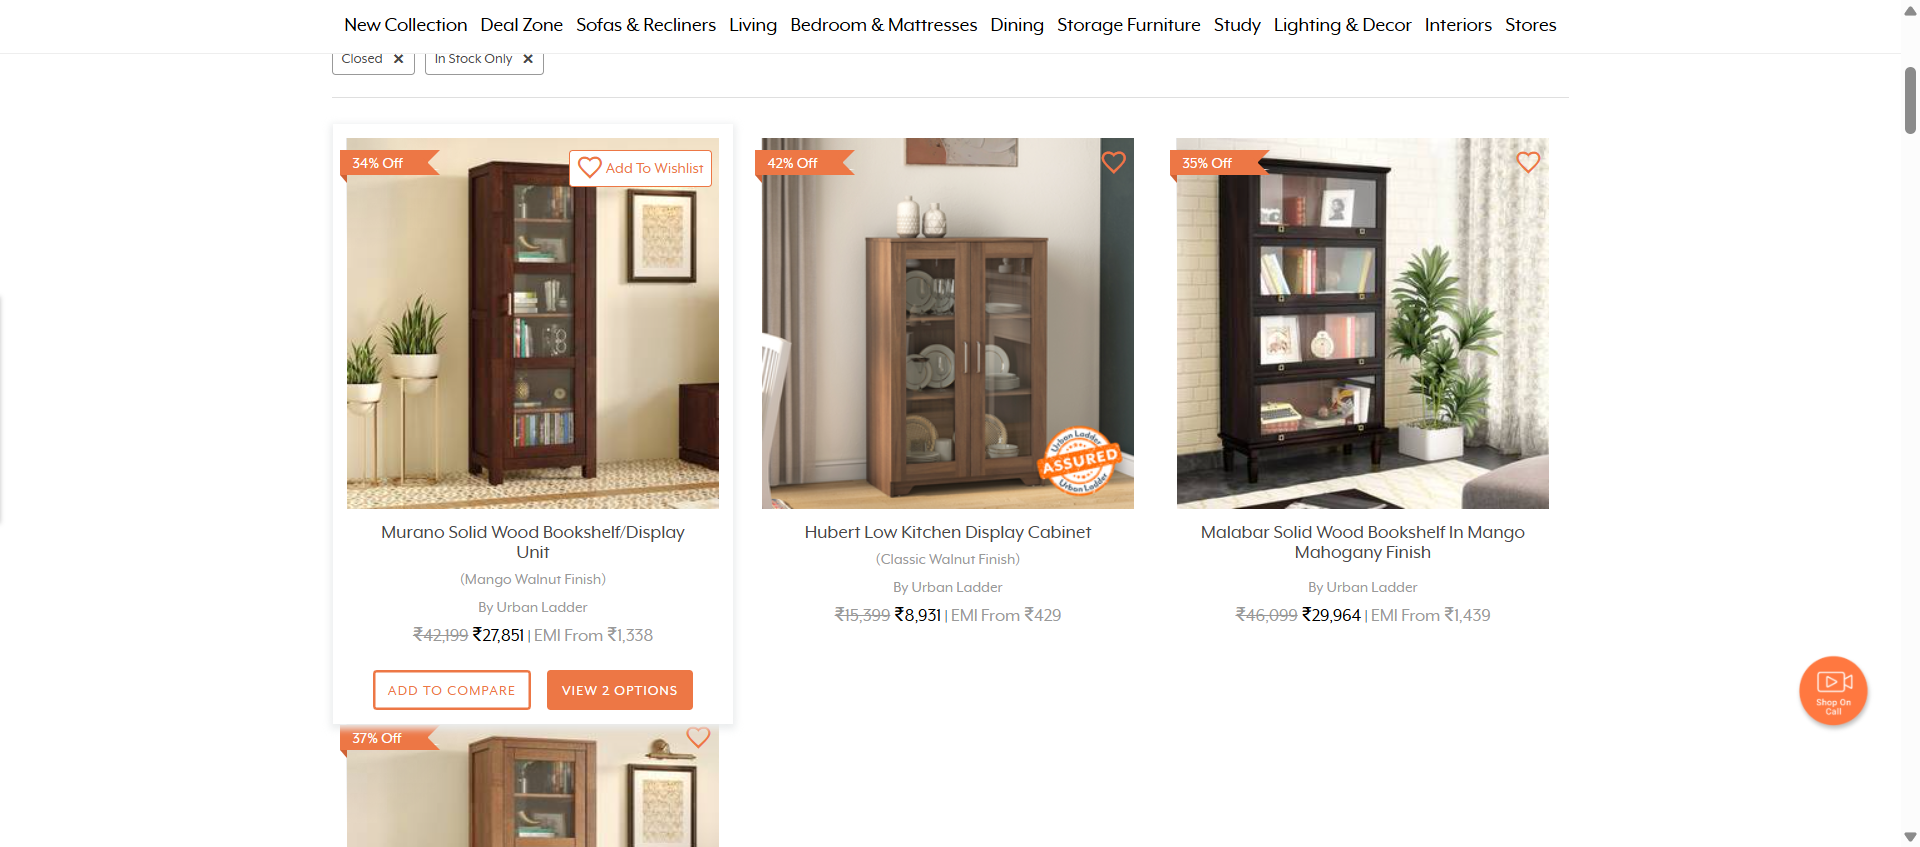 New Collection Deal Zone Sofas & Recliners Living Bedroom & Mattresses Dining Storage Furniture Study Lighting & Decor Interiors Stores
Closed ✕ In Stock Only ✕
34% Off
Add To Wishlist
42% Off
35% Off
Urban Ladder
ASSURED
Urban Ladder
Murano Solid Wood Bookshelf/Display
Unit
(Mango Walnut Finish)
By Urban Ladder
₹42,199 ₹27,851 | EMI From ₹1,338
ADD TO COMPARE
VIEW 2 OPTIONS
Hubert Low Kitchen Display Cabinet
(Classic Walnut Finish)
By Urban Ladder
₹15,399 ₹8,931 | EMI From ₹429
Malabar Solid Wood Bookshelf In Mango
Mahogany Finish
By Urban Ladder
₹46,099 ₹29,964 | EMI From ₹1,439
Shop On
Call
37% Off